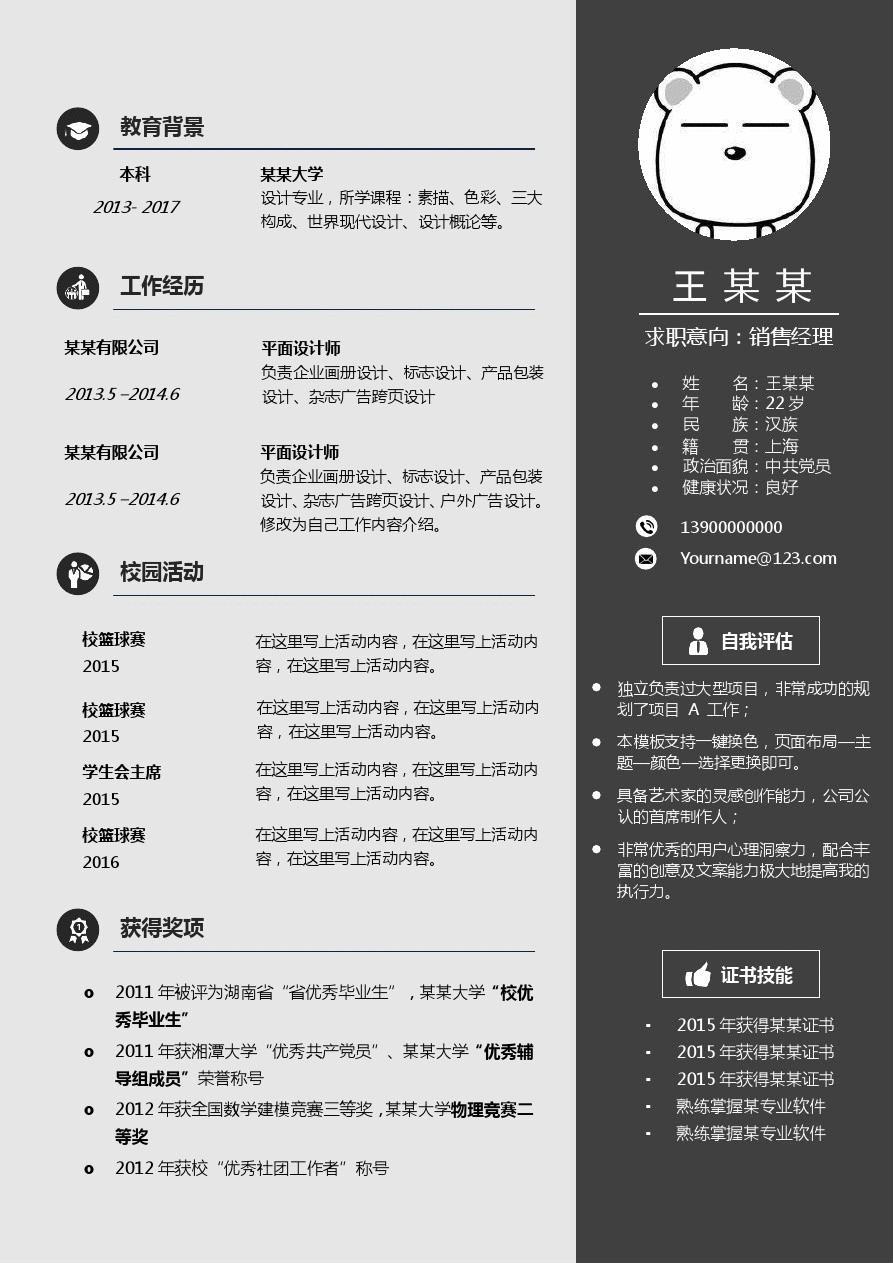 教育背景
本科
某某大学
2013- 2017
设计专业，所学课程：素描、色彩、三大
构成、世界现代设计、设计概论等。
工作经历
某某有限公司
平面设计师
2013.5 –2014.6
负责企业画册设计、标志设计、产品包装
设计、杂志广告跨页设计
某某有限公司
平面设计师
2013.5 –2014.6
负责企业画册设计、标志设计、产品包装
设计、杂志广告跨页设计、户外广告设计。
修改为自己工作内容介绍。
校园活动
校篮球赛
2015
在这里写上活动内容，在这里写上活动内
容，在这里写上活动内容。
校篮球赛
2015
在这里写上活动内容，在这里写上活动内
容，在这里写上活动内容。
学生会主席
2015
在这里写上活动内容，在这里写上活动内
容，在这里写上活动内容。
校篮球赛
2016
在这里写上活动内容，在这里写上活动内
容，在这里写上活动内容。
获得奖项
1
o 2011 年被评为湖南省“省优秀毕业生”，某某大学“校优
秀毕业生”
o 2011 年获湘潭大学“优秀共产党员”、某某大学“优秀辅
导组成员”荣誉称号
o 2012 年获全国数学建模竞赛三等奖，某某大学物理竞赛二
等奖
o 2012 年获校“优秀社团工作者”称号
王某某
求职意向：销售经理
• 姓　　名：王某某
• 年　　龄：22 岁
• 民　　族：汉族
• 籍　　贯：上海
• 政治面貌：中共党员
• 健康状况：良好
13900000000
Yourname@123.com
自我评估
● 独立负责过大型项目，非常成功的规
划了项目 A 工作；
● 本模板支持一键换色，页面布局—主
题—颜色—选择更换即可。
● 具备艺术家的灵感创作能力，公司公
认的首席制作人；
● 非常优秀的用户心理洞察力，配合丰
富的创意及文案能力极大地提高我的
执行力。
证书技能
- 2015 年获得某某证书
- 2015 年获得某某证书
- 2015 年获得某某证书
- 熟练掌握某专业软件
- 熟练掌握某专业软件